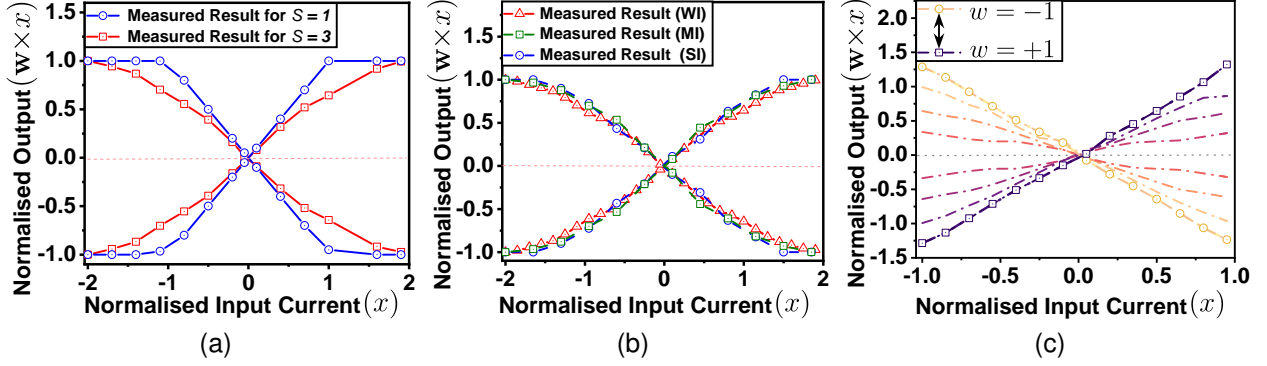 Measured Result for S = 1
Measured Result for S = 3
Normalised Output(w × x)
1.5
1.0
0.5
0.0
-0.5
-1.0
-2
-1
0
1
2
Normalised Input Current(x)
(a)
Measured Result (WI)
Measured Result (MI)
Measured Result (SI)
Normalised Output(w × x)
1.5
1.0
0.5
0.0
-0.5
-1.0
-2
-1
0
1
2
Normalised Input Current(x)
(b)
w = −1
w = +1
Normalised Output(w × x)
2.0
1.5
1.0
0.5
0.0
-0.5
-1.0
-1.5
-1.0
-0.5
0.0
0.5
1.0
Normalised Input Current(x)
(c)